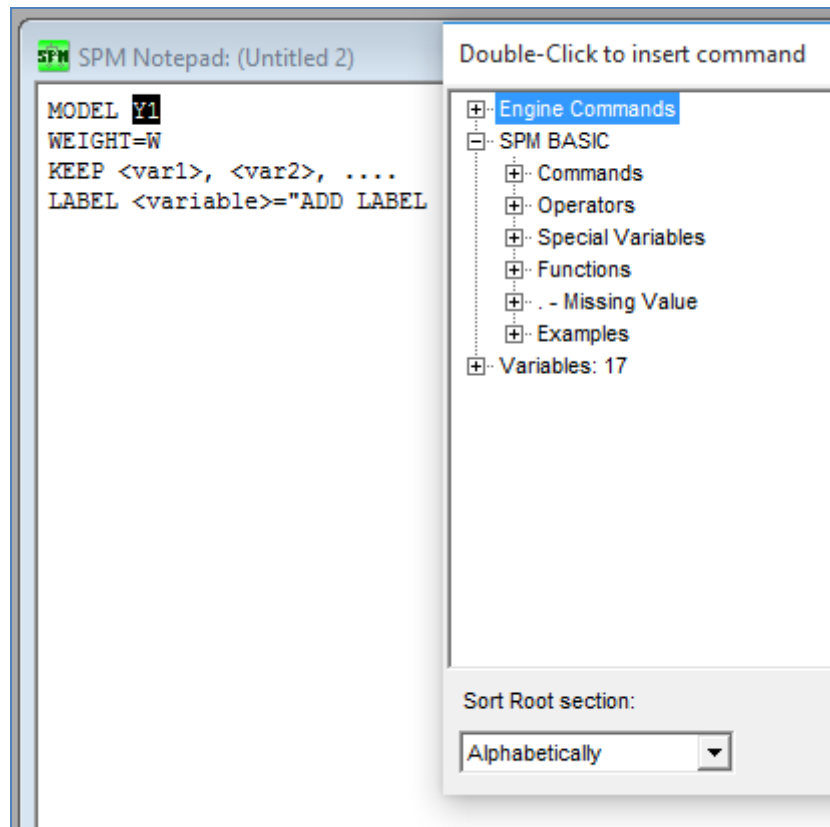 SPM SPM Notepad: (Untitled 2)
MODEL Y1
WEIGHT=W
KEEP <var1>, <var2>, ....
LABEL <variable>="ADD LABEL
Double-Click to insert command
Engine Commands
SPM BASIC
Commands
Operators
Special Variables
Functions
. - Missing Value
Examples
Variables: 17
Sort Root section:
Alphabetically